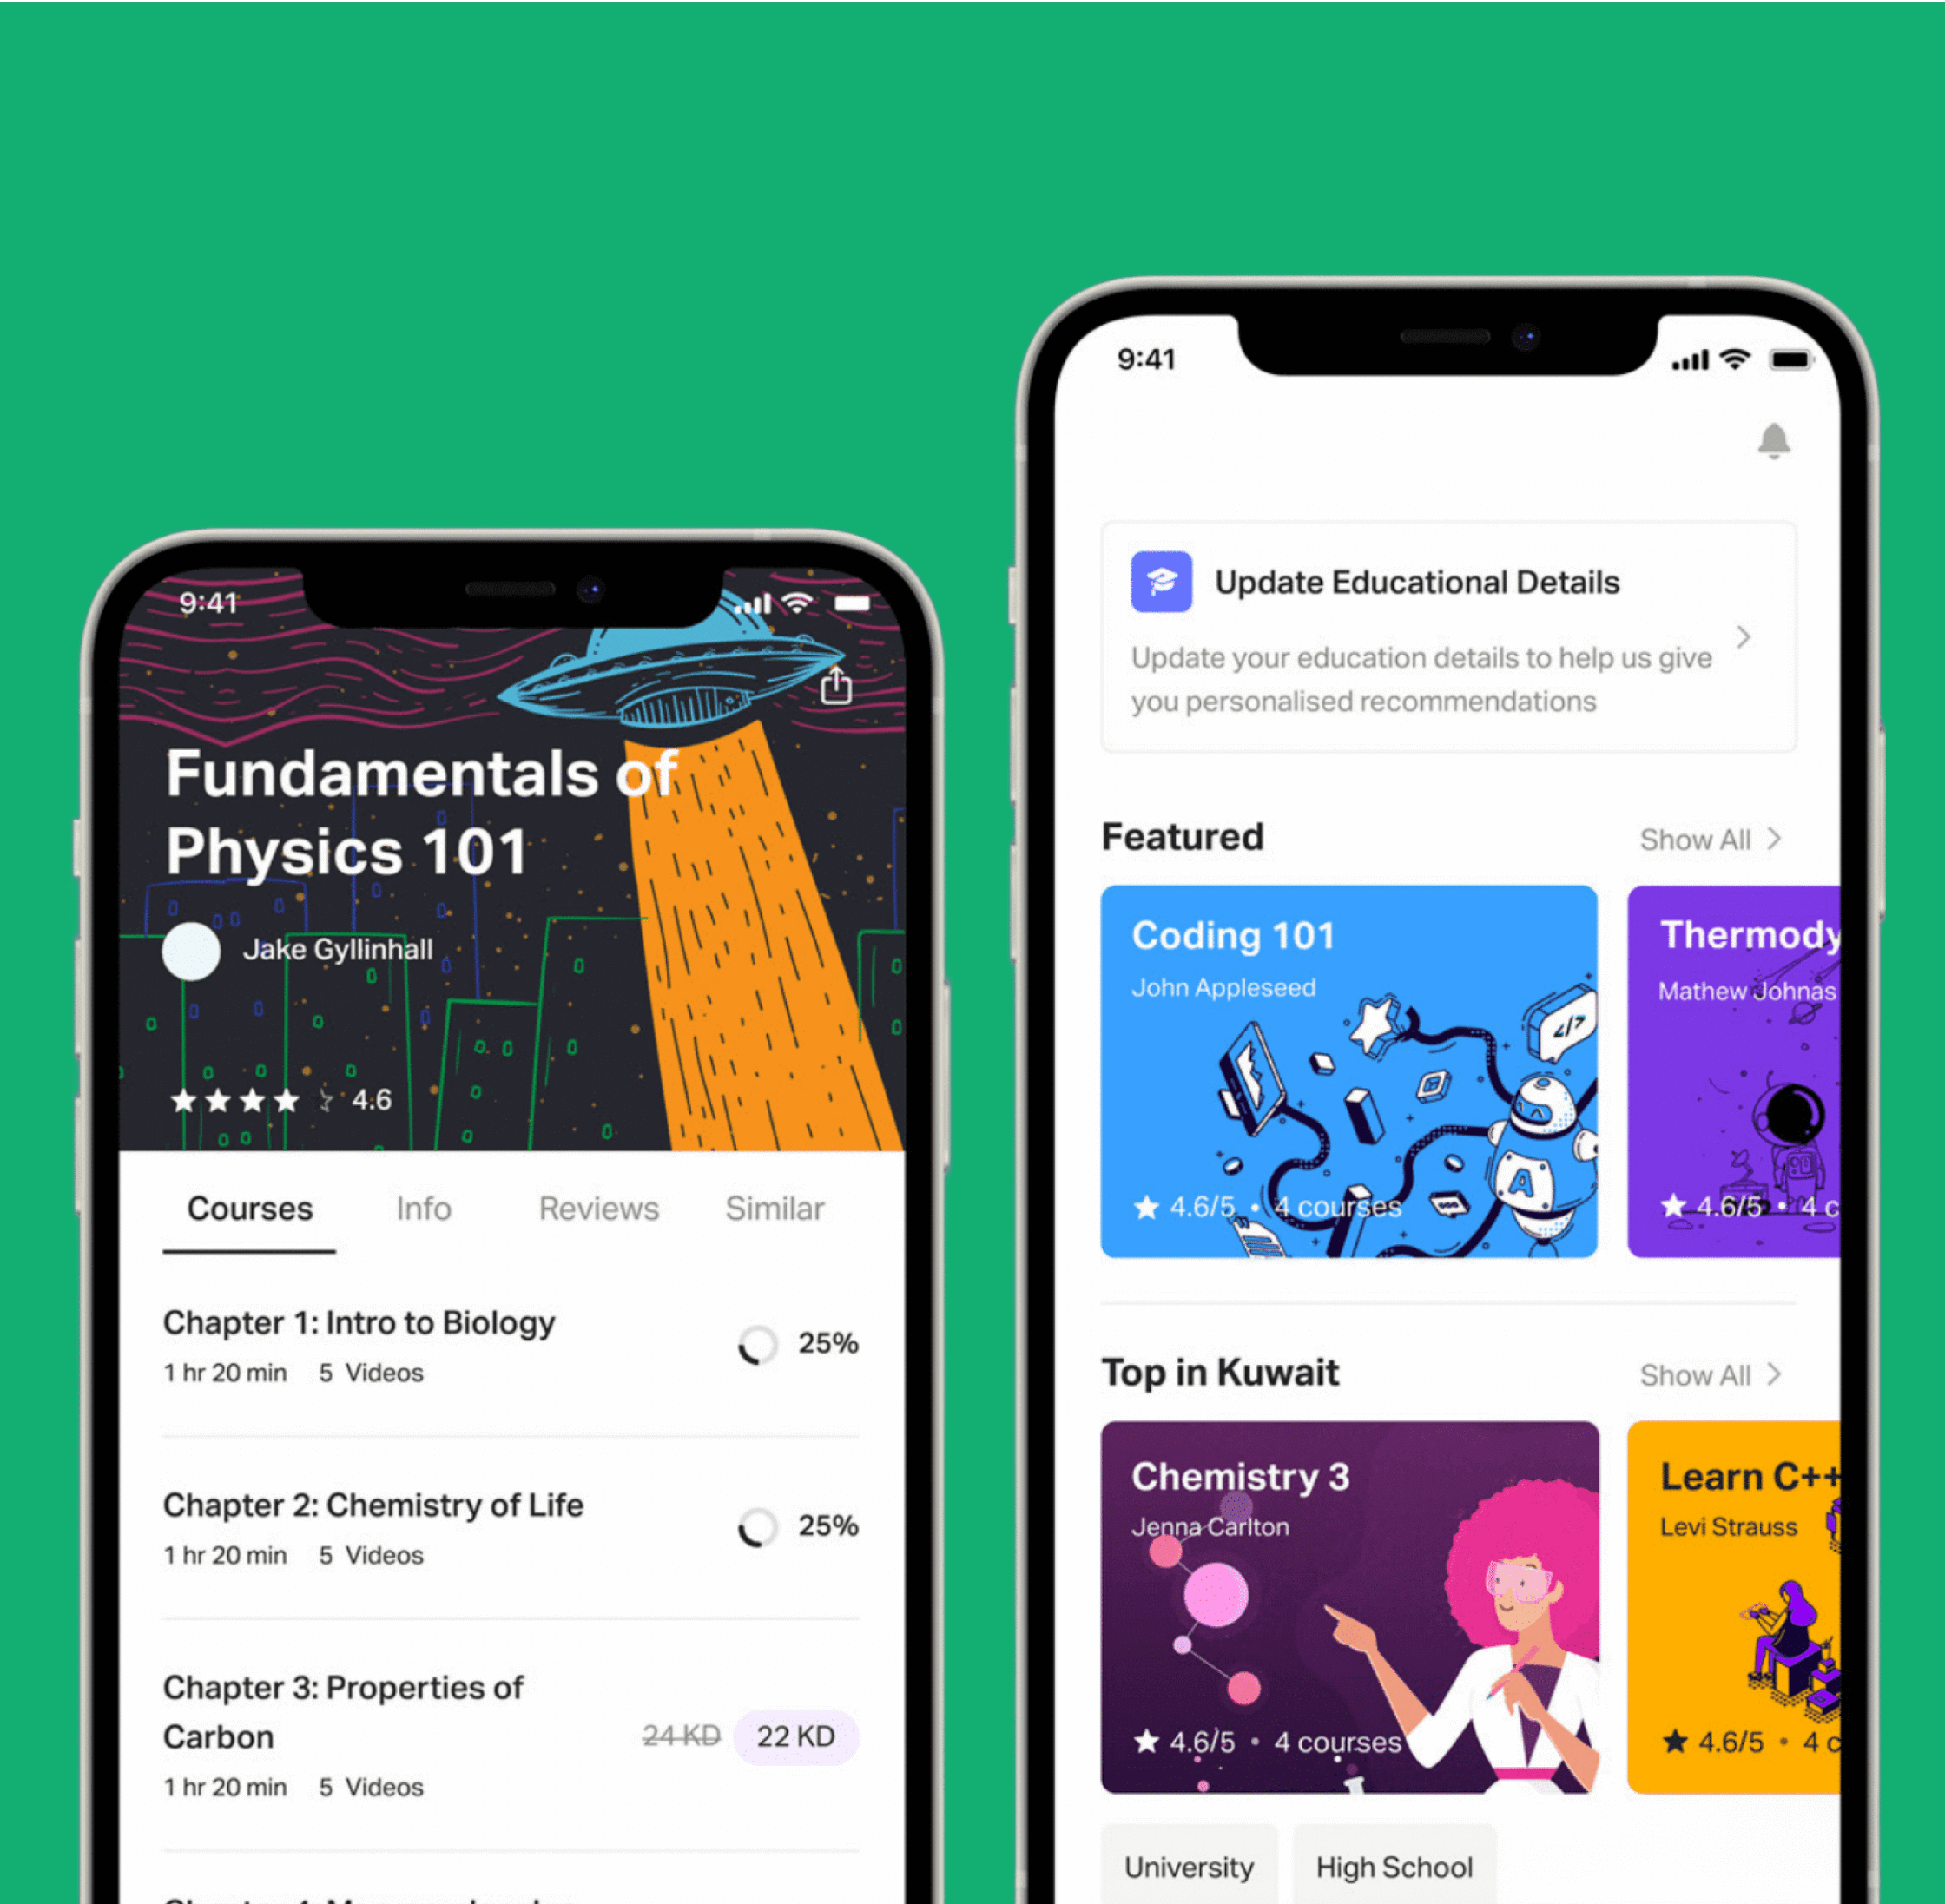 9:41
Fundamentals of
Physics 101
Jake Gyllinhall
4.6
Courses Info Reviews Similar
Chapter 1: Intro to Biology
1 hr 20 min 5 Videos
25%
Chapter 2: Chemistry of Life
1 hr 20 min 5 Videos
25%
Chapter 3: Properties of
Carbon
24 KD 22 KD
1 hr 20 min 5 Videos
9:41
Update Educational Details
Update your education details to help us give
you personalised recommendations
Featured Show All
Coding 101
John Appleseed
</>
A
4.6/5 • 4 courses
Thermody
Mathew Johnas
4.6/5 • 4 c
Top in Kuwait Show All
Chemistry 3
Jenna Carlton
4.6/5 • 4 courses
Learn C++
Levi Strauss
4.6/5 • 4 c
University High School